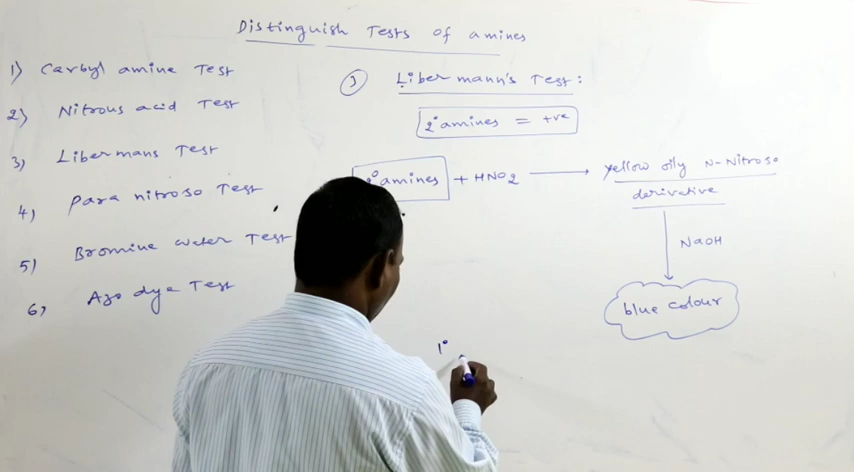 Distinguish Tests of amines
1) Carbyl amine Test
2) Nitrous acid Test
3) Libermans Test
4) Para nitroso Test
5) Bromine water Test
6) Azo dye Test
3 Libermann's Test:
2° amines = +ve
2° amines + HNO2 → yellow oily N-Nitroso
derivative
NaOH
blue colour
1°